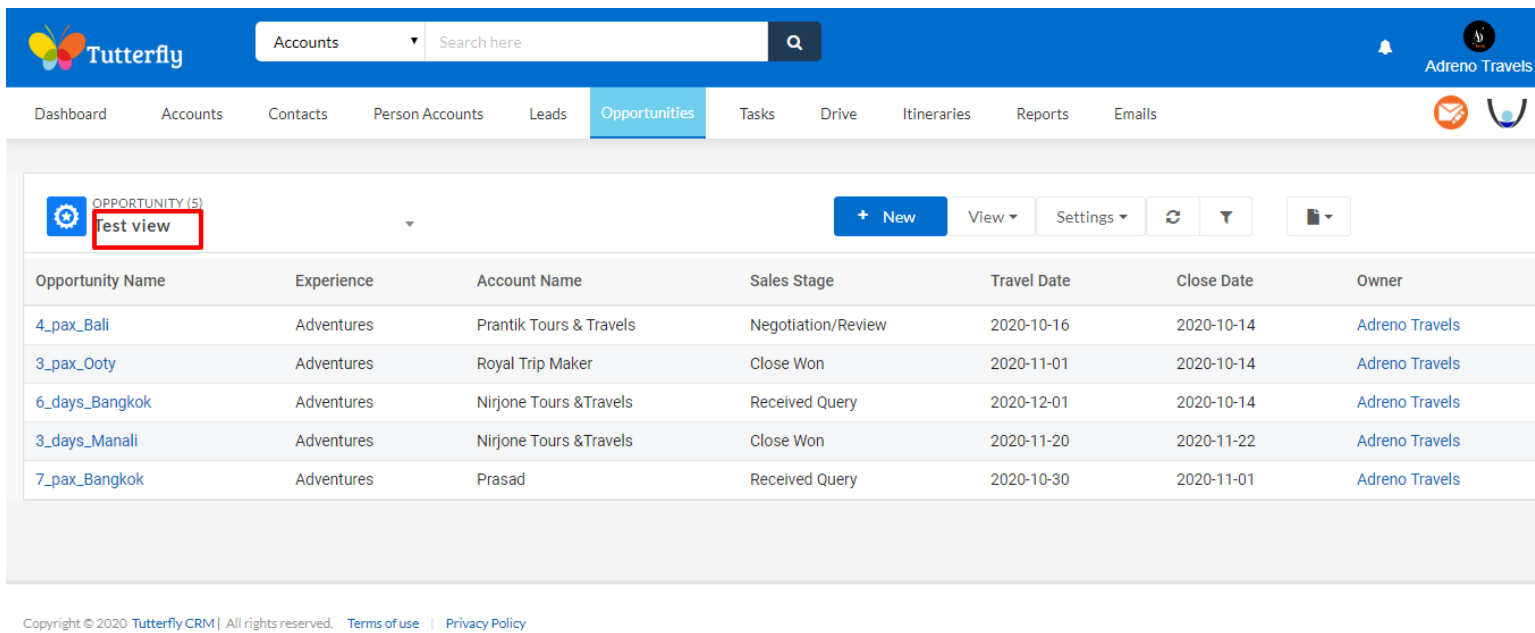 Tutterfly Accounts Search here
Adreno Travels
Dashboard Accounts Contacts Person Accounts Leads Opportunities Tasks Drive Itineraries Reports Emails
OPPORTUNITY (5)
Test view
+ New View Settings
Opportunity Name Experience Account Name Sales Stage Travel Date Close Date Owner
4_pax_Bali Adventures Prantik Tours & Travels Negotiation/Review 2020-10-16 2020-10-14 Adreno Travels
3_pax_Ooty Adventures Royal Trip Maker Close Won 2020-11-01 2020-10-14 Adreno Travels
6_days_Bangkok Adventures Nirjone Tours &Travels Received Query 2020-12-01 2020-10-14 Adreno Travels
3_days_Manali Adventures Nirjone Tours &Travels Close Won 2020-11-20 2020-11-22 Adreno Travels
7_pax_Bangkok Adventures Prasad Received Query 2020-10-30 2020-11-01 Adreno Travels
Copyright © 2020 Tutterfly CRM | All rights reserved. Terms of use | Privacy Policy